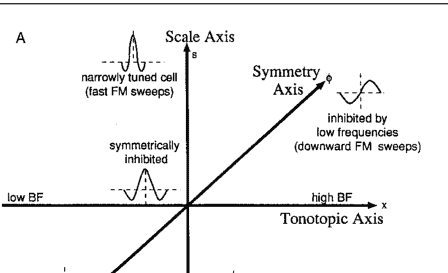 A
Scale Axis
s
narrowly tuned cell
(fast FM sweeps)
Symmetry ϕ
Axis
inhibited by
low frequencies
(downward FM sweeps)
symmetrically
inhibited
low BF
high BF
x
Tonotopic Axis